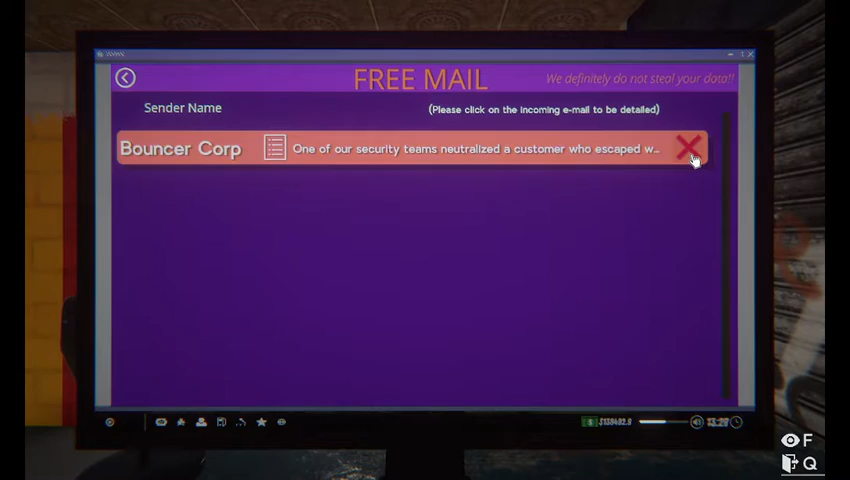 FREE MAIL
We definitely do not steal your data!!
Sender Name
(Please click on the incoming e-mail to be detailed)
Bouncer Corp
One of our security teams neutralized a customer who escaped w...
F
Q